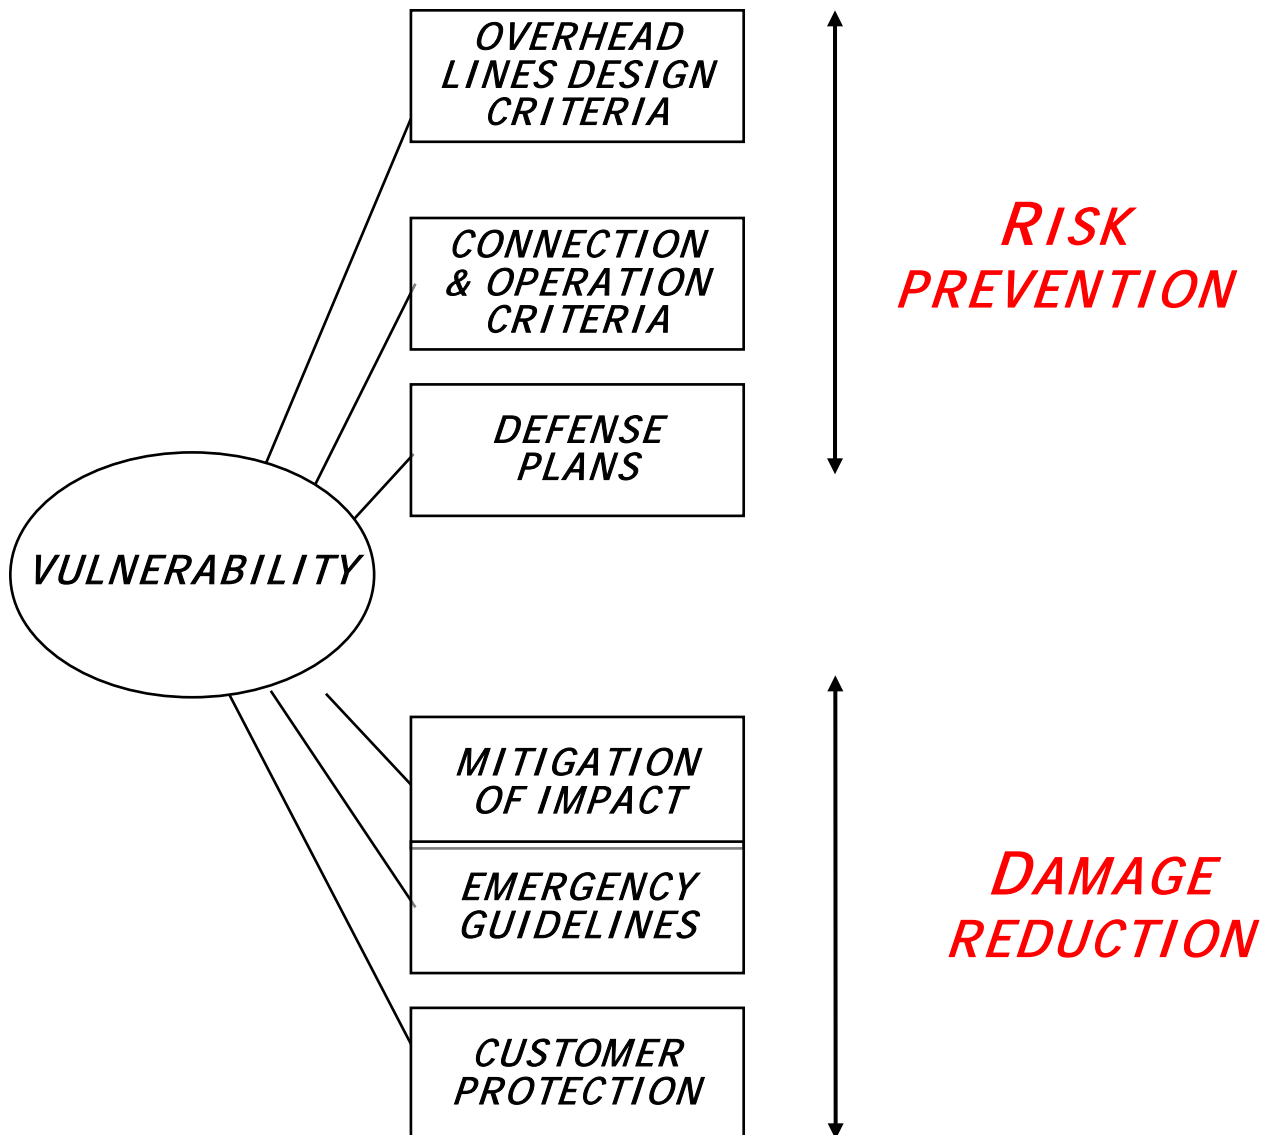 OVERHEAD
LINES DESIGN
CRITERIA
CONNECTION
& OPERATION
CRITERIA
RISK
PREVENTION
DEFENSE
PLANS
VULNERABILITY
MITIGATION
OF IMPACT
EMERGENCY
GUIDELINES
DAMAGE
REDUCTION
CUSTOMER
PROTECTION